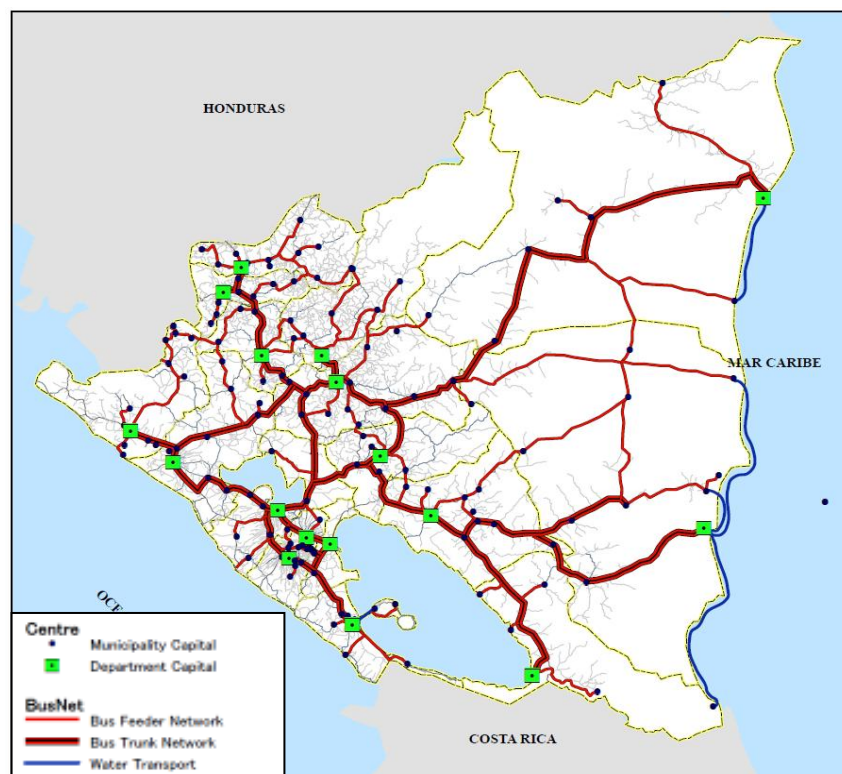 HONDURAS
MAR CARIBE
COSTA RICA
Centre
Municipality Capital
Department Capital
BusNet
Bus Feeder Network
Bus Trunk Network
Water Transport